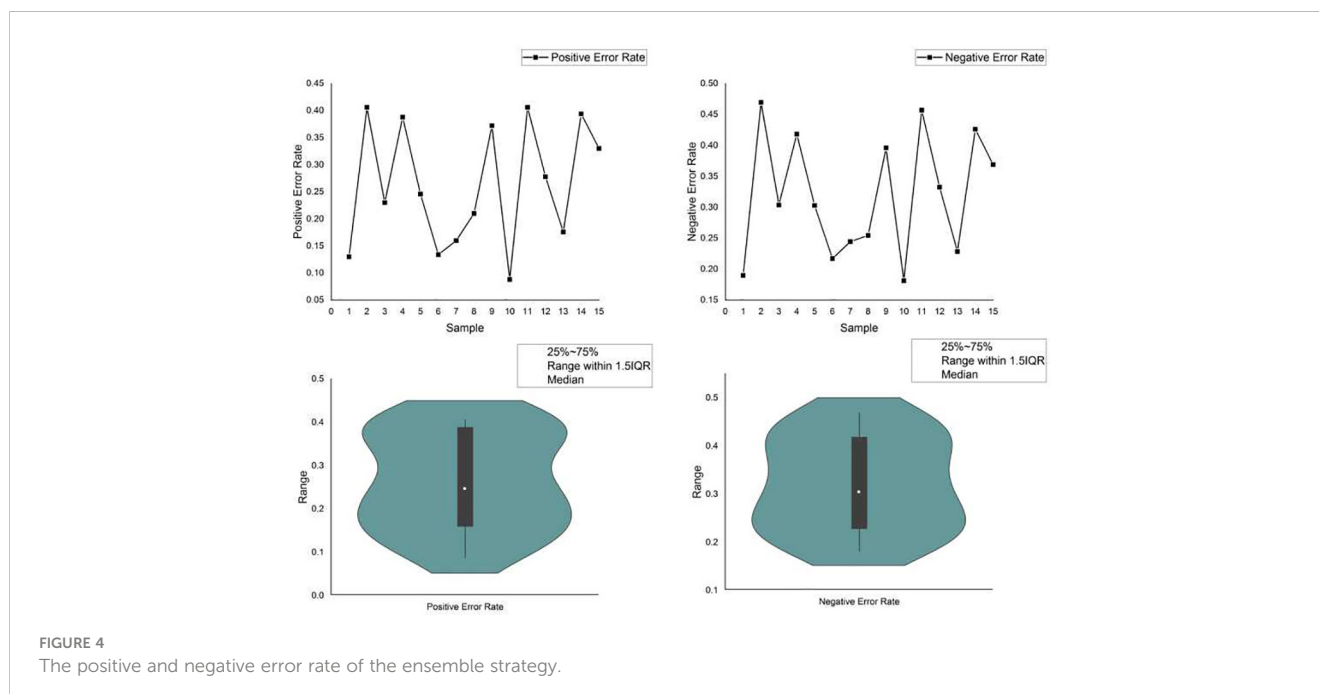 Positive Error Rate
Negative Error Rate
0.45
0.40
0.35
0.30
0.25
0.20
0.15
0.10
0.05
Positive Error Rate
0 1 2 3 4 5 6 7 8 9 10 11 12 13 14 15
Sample
0.50
0.45
0.40
0.35
0.30
0.25
0.20
0.15
Negative Error Rate
0 1 2 3 4 5 6 7 8 9 10 11 12 13 14 15
Sample
25%~75%
Range within 1.5IQR
Median
0.5
0.4
0.3
0.2
0.1
0.0
Range
Positive Error Rate
25%~75%
Range within 1.5IQR
Median
0.5
0.4
0.3
0.2
0.1
Range
Negative Error Rate
FIGURE 4
The positive and negative error rate of the ensemble strategy.